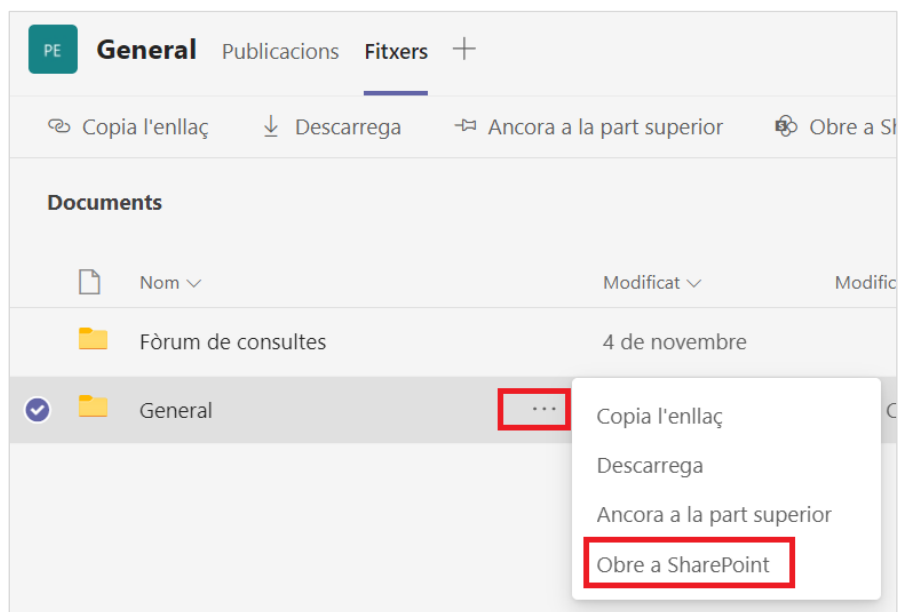 PE General Publicacions Fitxers
Copia l'enllaç Descarrega Ancora a la part superior Obre a
Documents
Nom Modificat
Fòrum de consultes 4 de novembre
General ...
Copia l'enllaç
Descarrega
Ancora a la part superior
Obre a SharePoint